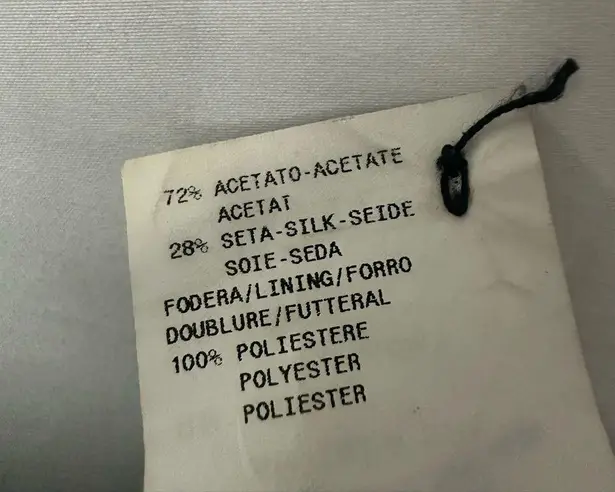 72% ACETATO-ACETATE
ACETAT
28% SETA-SILK-SEIDE
SOIE-SEDA
FODERA/LINING/FORRO
DOUBLURE/FUTTERAL
100% POLIESTERE
POLYESTER
POLIESTER